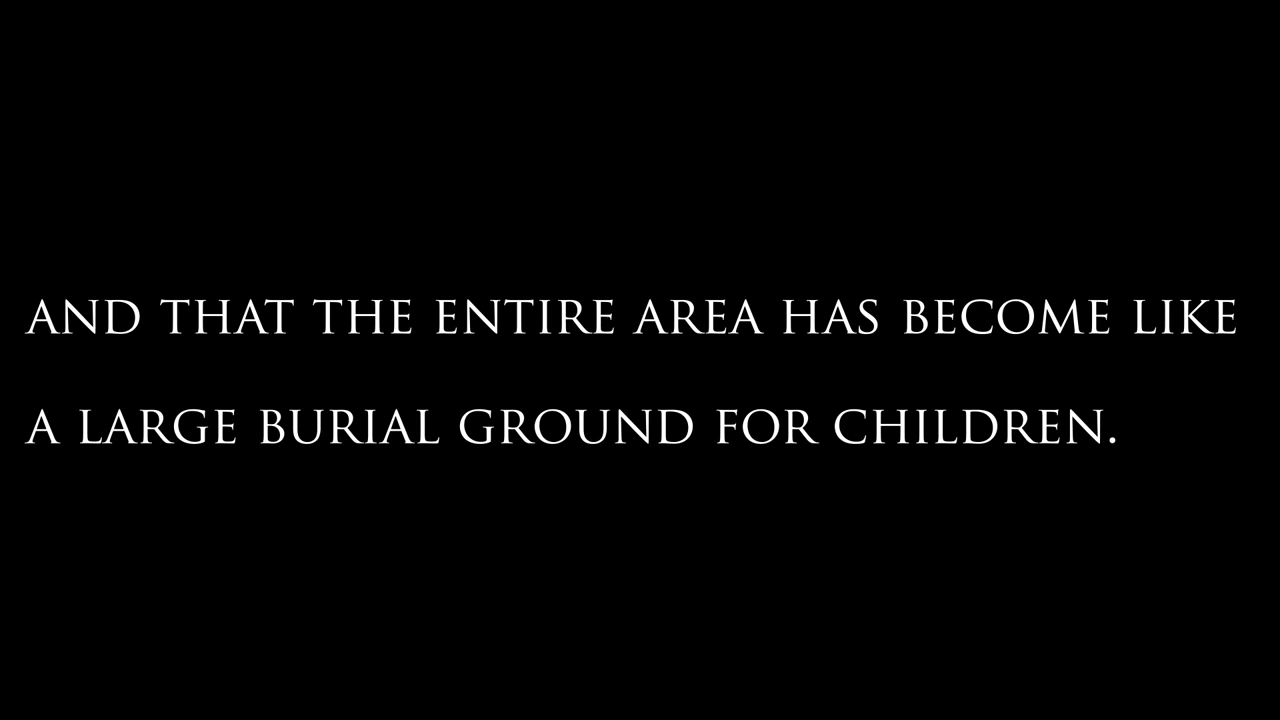 AND THAT THE ENTIRE AREA HAS BECOME LIKE
A LARGE BURIAL GROUND FOR CHILDREN.